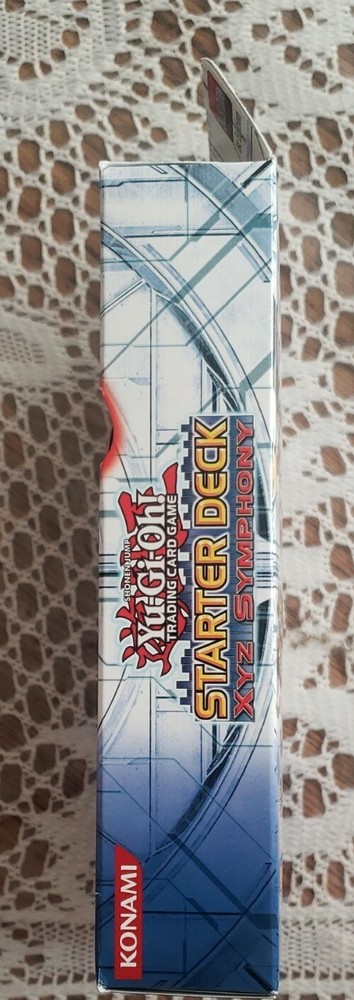 SHONEN JUMP
Yu-Gi-Oh!
TRADING CARD GAME
STARTER DECK
XYZ SYMPHONY
KONAMI